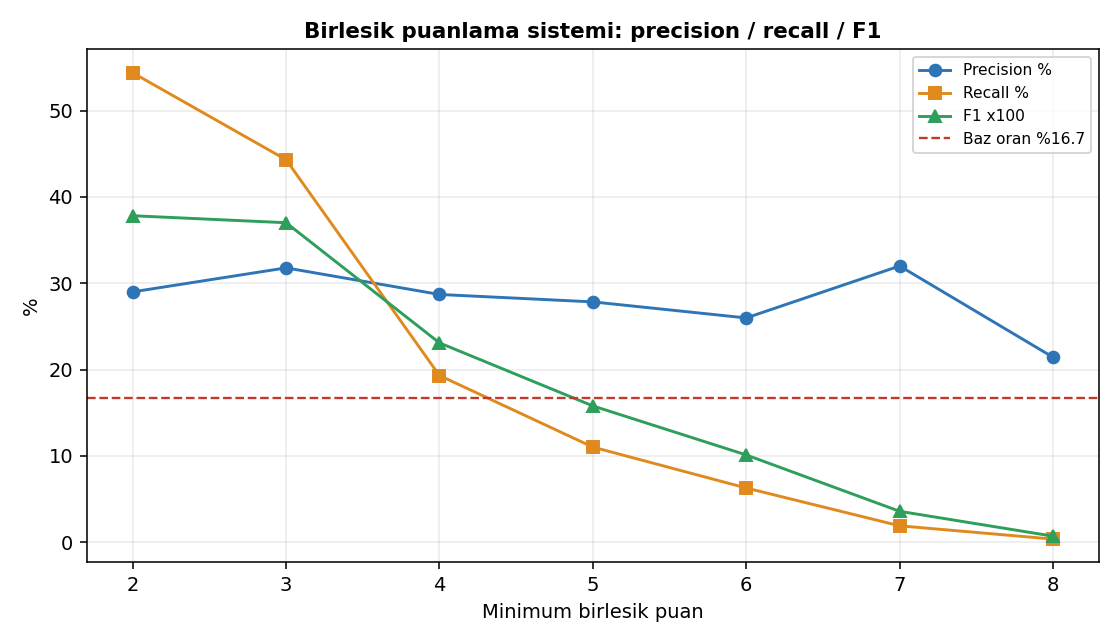 Birlesik puanlama sistemi: precision / recall / F1
Precision %
Recall %
F1 x100
Baz oran %16.7
%
50
40
30
20
10
0
2 3 4 5 6 7 8
Minimum birlesik puan